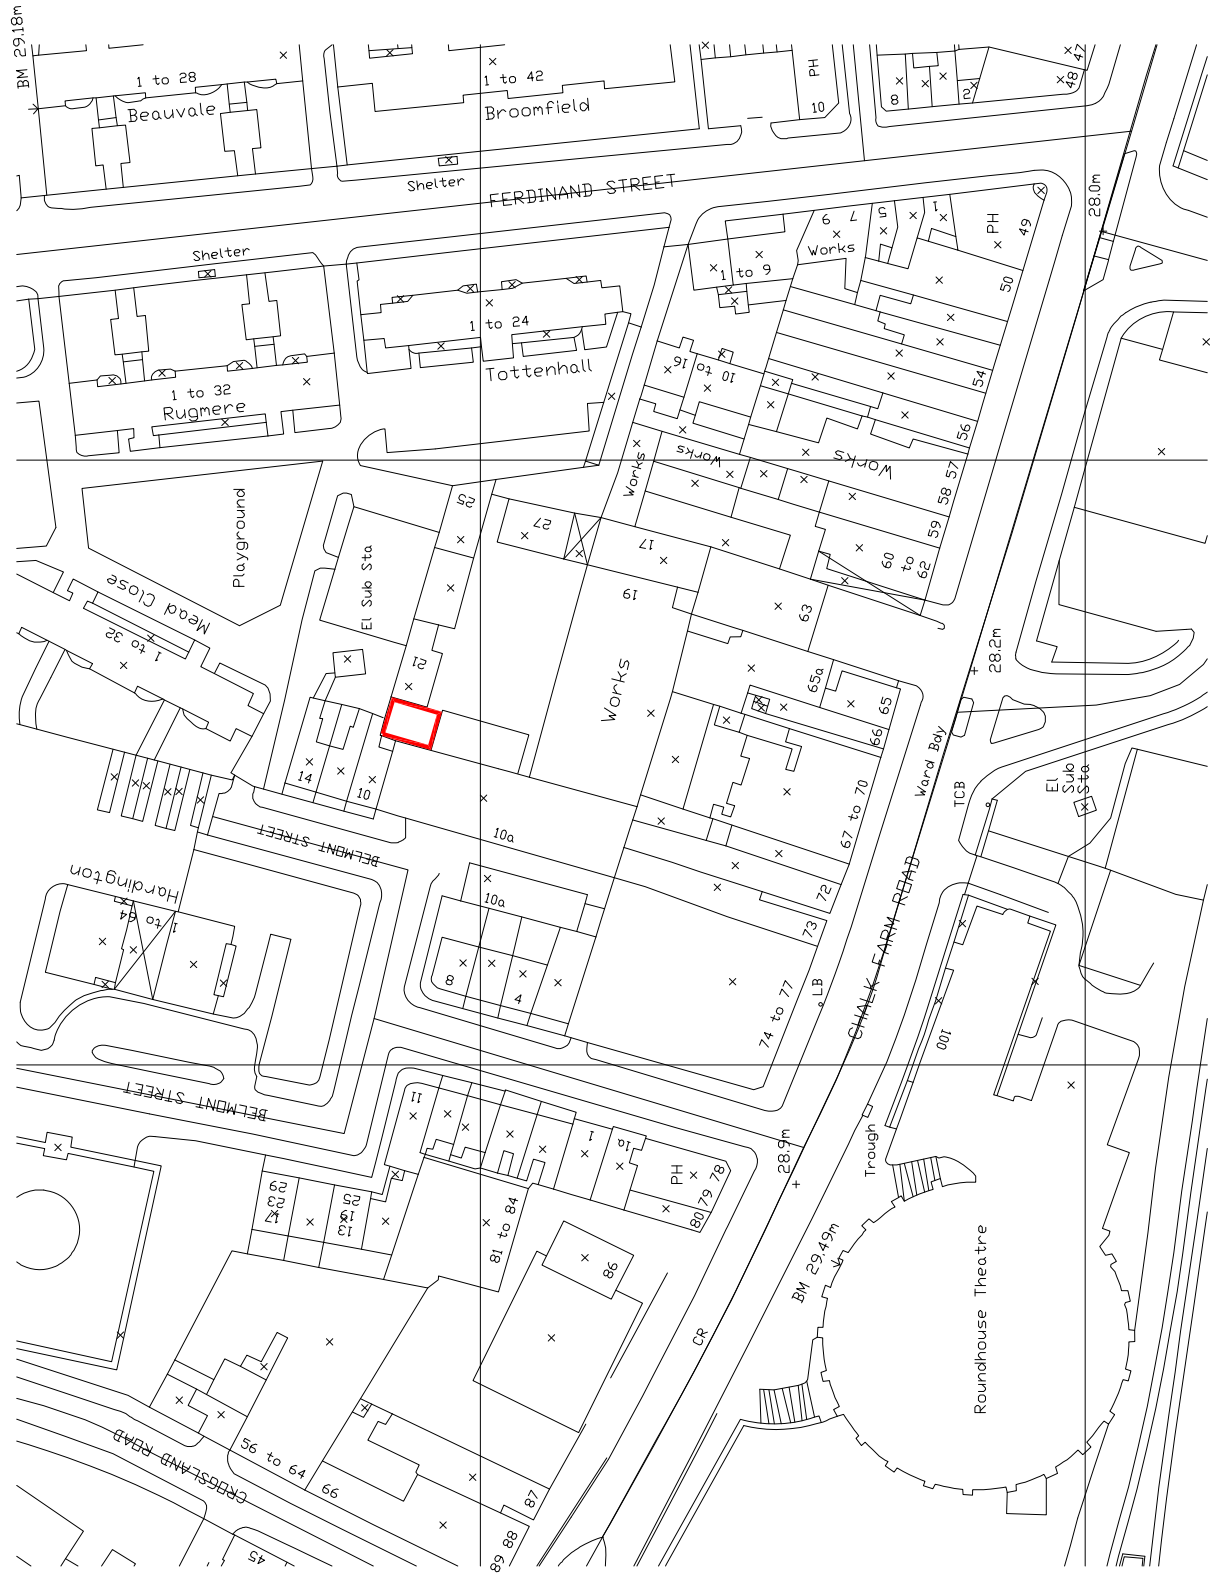 BM 29.18m
1 to 28
Beauvale
1 to 42
Broomfield
PH
10
8
2
47
48
Shelter
Shelter
FERDINAND STREET
28.0m
Shelter
1 to 9
9
7
Works
5
1
PH
49
50
1 to 24
Tottenhall
1 to 32
Rugmere
10 to 16
54
56
Works
Works
Works
57
58
59
60
to
62
Playground
25
27
17
19
El Sub Sta
Mead Close
1 to 32
21
Works
63
65a
65
66
28.2m
Ward Bdy
TCB
El
Sub
Sta
14
10
10a
67 to 70
72
73
BELMONT STREET
Hardington
1 to 64
10a
8
4
74 to 77
LB
CHALK FARM ROAD
100
BELMONT STREET
11
1
1a
PH
78
79
80
28.9m
Trough
29
23
17
25
19
13
81 to 84
86
BM 29.49m
CR
Roundhouse Theatre
CROGSLAND ROAD
56 to 64
66
87
88
89
45